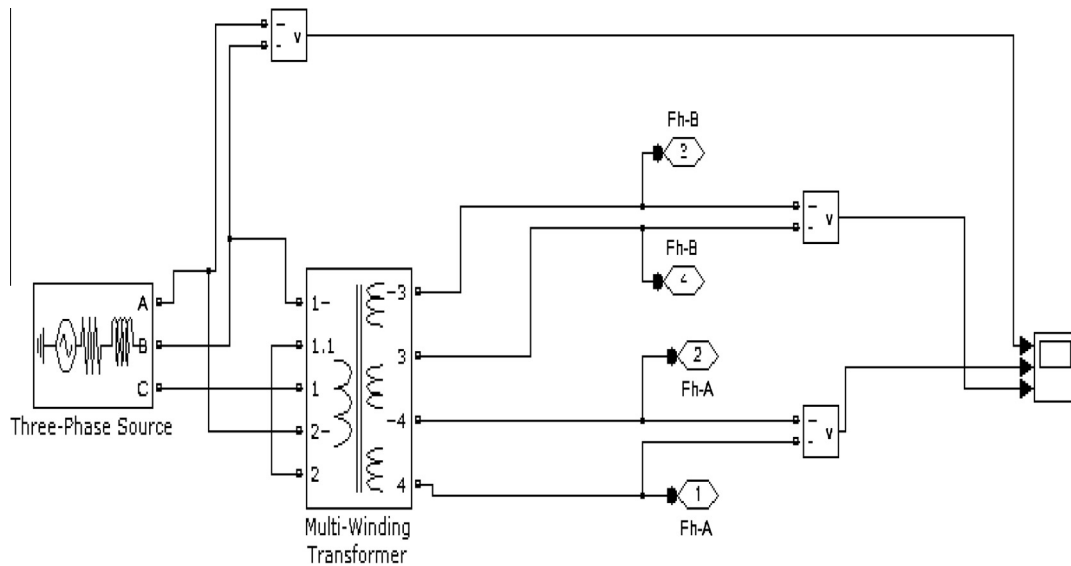 v
Fh-B
3
v
Fh-B
4
A
B
C
Three-Phase Source
1-
1.1
1
2-
2
-3
3
-4
4
Multi-Winding
Transformer
2
Fh-A
v
1
Fh-A